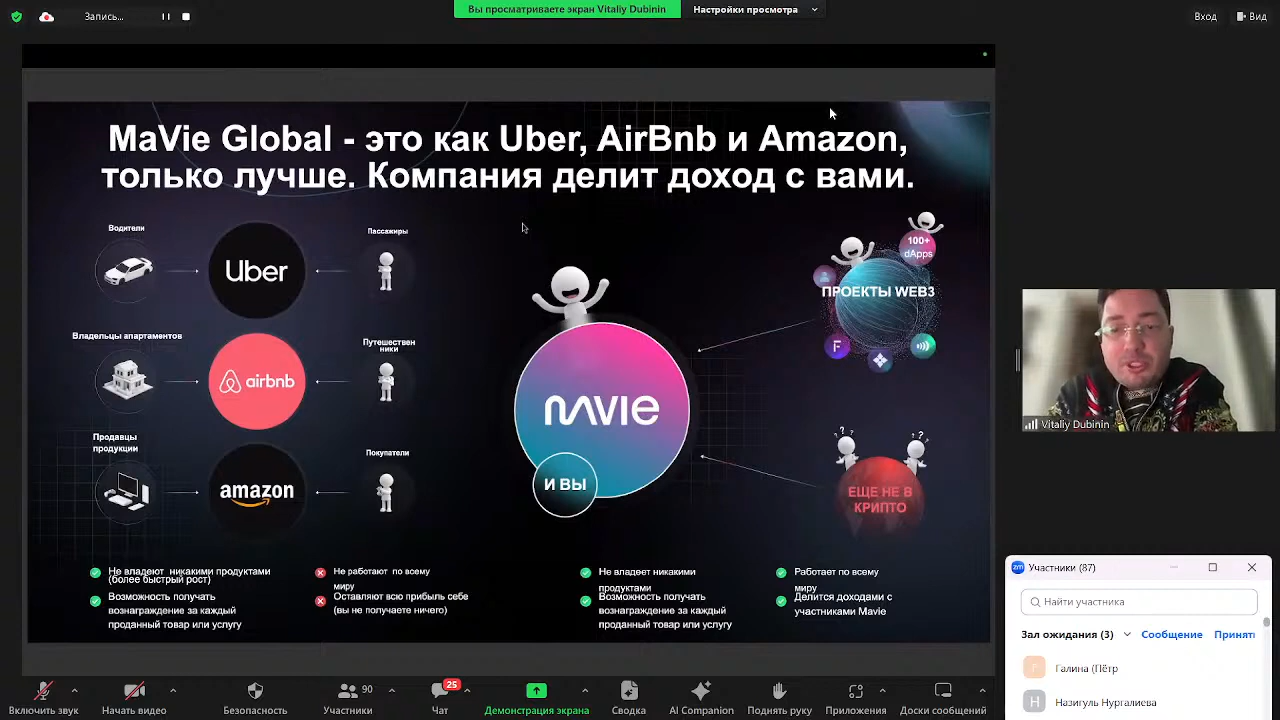 Запись...
Вы просматриваете экран Vitaliy Dubinin
Настройки просмотра
Вход
Вид
MaVie Global - это как Uber, AirBnb и Amazon,
только лучше. Компания делит доход с вами.
Водители
Uber
Пассажиры
Владельцы апартаментов
airbnb
Путешествен
ники
Продавцы
продукции
amazon
Покупатели
MAVIE
И ВЫ
100+
dApps
ПРОЕКТЫ WEB3
F
ЕЩЕ НЕ В
КРИПТО
Не владеют никакими продуктами
(более быстрый рост)
Возможность получать
вознаграждение за каждый
проданный товар или услугу
Не работают по всему
миру
Оставляют всю прибыль себе
(вы не получаете ничего)
Не владеет никакими
продуктами
Возможность получать
вознаграждение за каждый
проданный товар или услугу
Работает по всему
миру
Делится доходами с
участниками Mavie
Vitaliy Dubinin
zm Участники (87)
Найти участника
Зал ожидания (3)
Сообщение
Принять
Г
Галина (Пётр
Н
Назигуль Нургалиева
Включить звук
Начать видео
Безопасность
90
Участники
25
Чат
Демонстрация экрана
Сводка
AI Companion
Поднять руку
Приложения
Доски сообщений